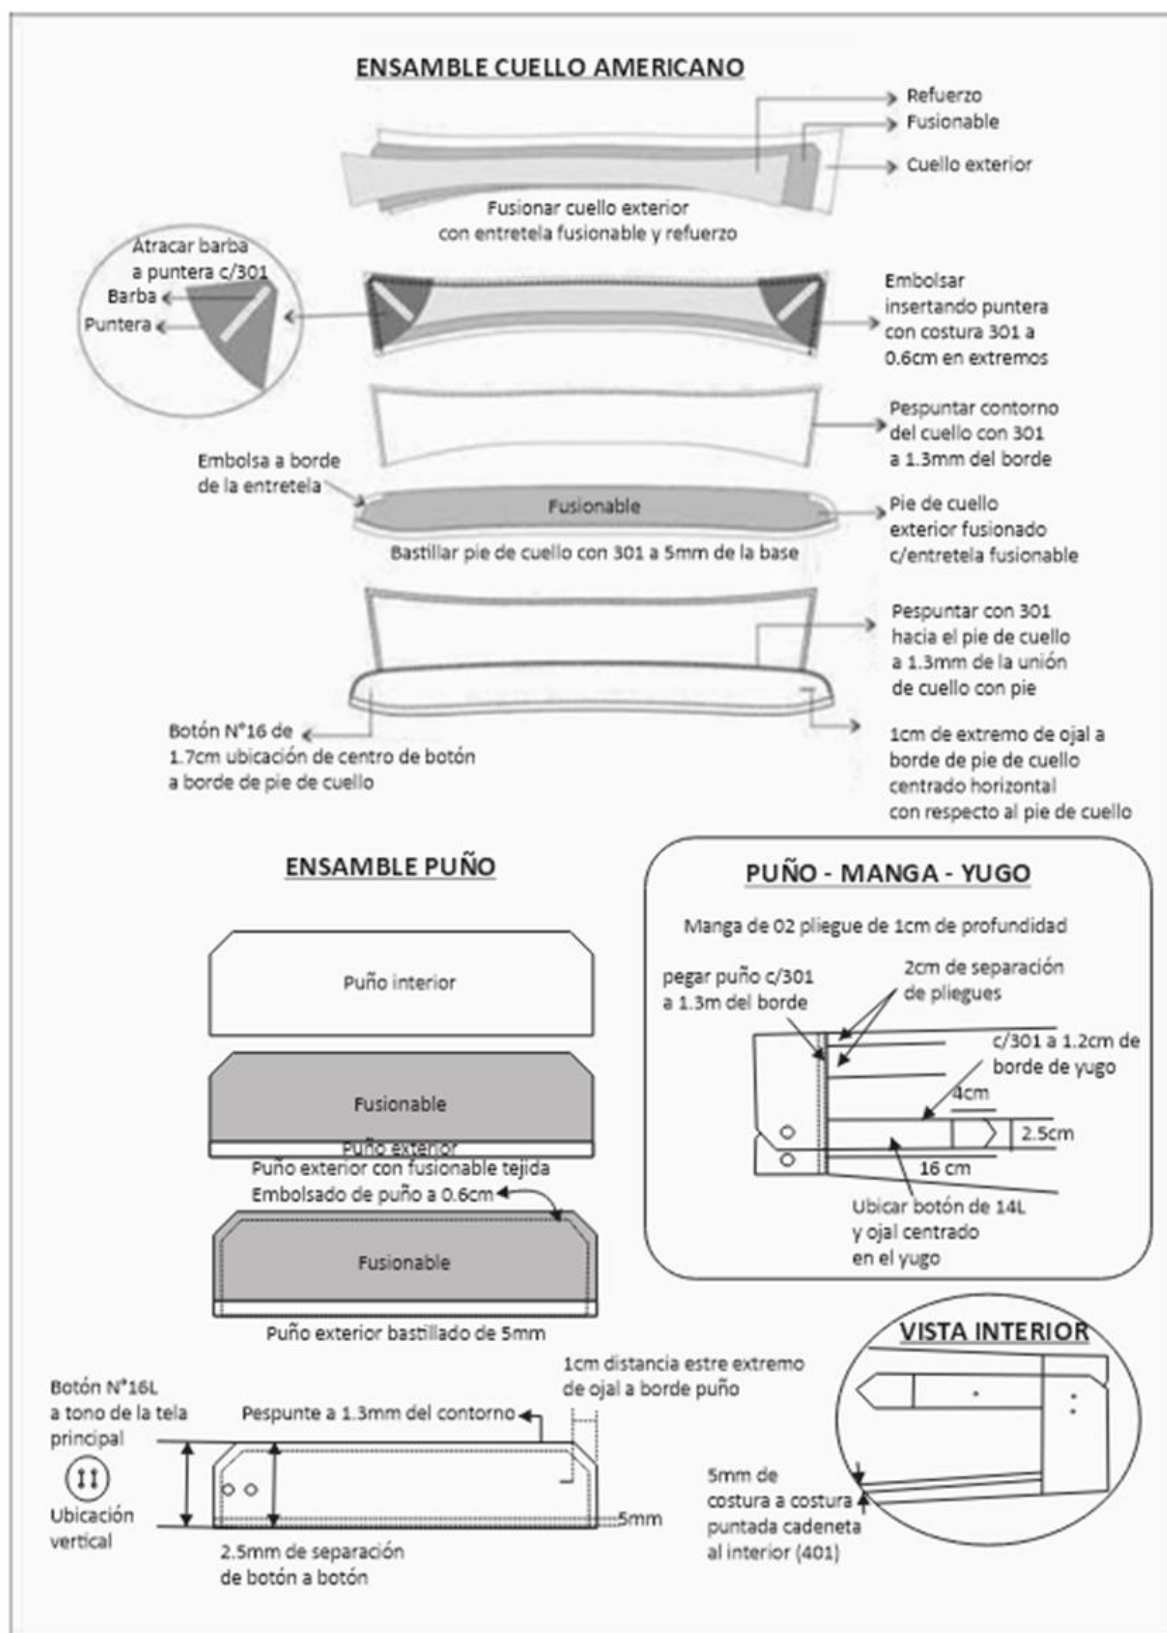 ENSAMBLE CUELLO AMERICANO
Refuerzo
Fusionable
Cuello exterior
Fusionar cuello exterior
con entretela fusionable y refuerzo
Atracar barba
a puntera c/301
Barba
Puntera
Embolsar
insertando puntera
con costura 301 a
0.6cm en extremos
Pespuntar contorno
del cuello con 301
a 1.3mm del borde
Embolsa a borde
de la entretela
Fusionable
Pie de cuello
exterior fusionado
c/entretela fusionable
Bastillar pie de cuello con 301 a 5mm de la base
Pespuntar con 301
hacia el pie de cuello
a 1.3mm de la unión
de cuello con pie
Botón N°16 de
1.7cm ubicación de centro de botón
a borde de pie de cuello
1cm de extremo de ojal a
borde de pie de cuello
centrado horizontal
con respecto al pie de cuello
ENSAMBLE PUÑO
Puño interior
Fusionable
Puño exterior
Puño exterior con fusionable tejida
Embolsado de puño a 0.6cm
Fusionable
Puño exterior bastillado de 5mm
1cm distancia estre extremo
de ojal a borde puño
Botón N°16L
a tono de la tela
principal
Pespunte a 1.3mm del contorno
Ubicación
vertical
5mm
2.5mm de separación
de botón a botón
PUÑO - MANGA - YUGO
Manga de 02 pliegue de 1cm de profundidad
pegar puño c/301
a 1.3m del borde
2cm de separación
de pliegues
c/301 a 1.2cm de
borde de yugo
4cm
2.5cm
16 cm
Ubicar botón de 14L
y ojal centrado
en el yugo
VISTA INTERIOR
5mm de
costura a costura
puntada cadeneta
al interior (401)